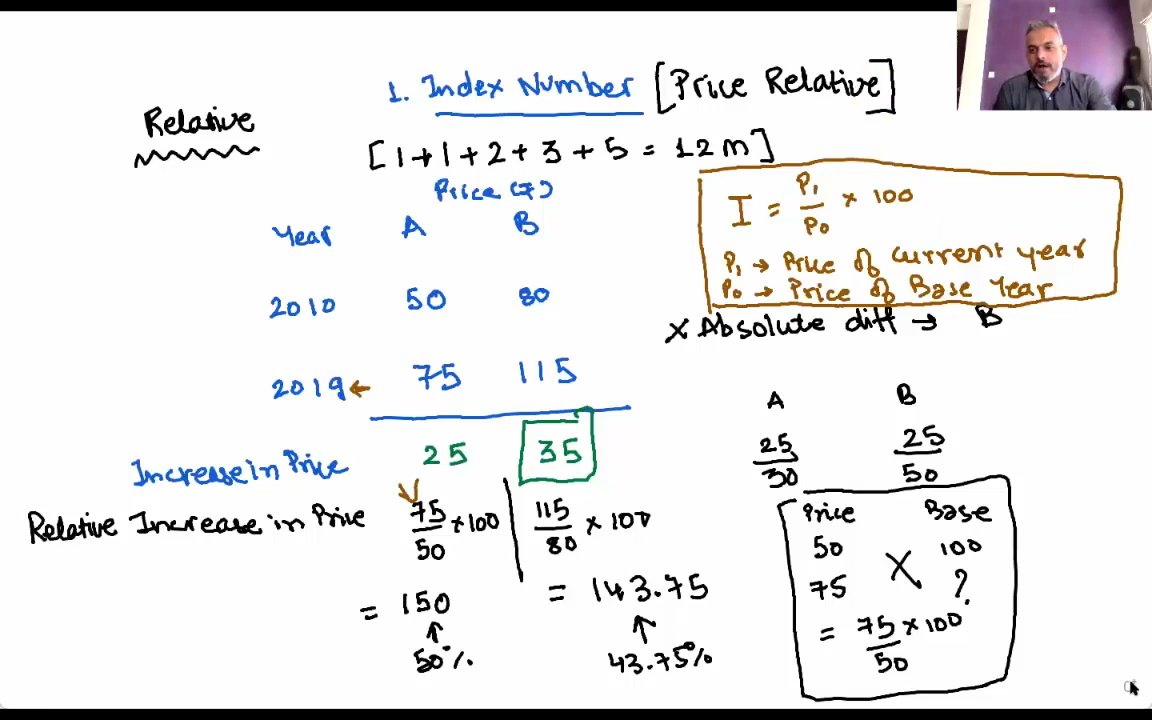 1. Index Number [Price Relative]
Relative
[1+1+2+3+5 = 12 m]
Price (₹)
Year A B
2010 50 80
2019 ← 75 115
Increase in Price 25 35
Relative Increase in Price 75/50 × 100 115/80 × 100
= 150 = 143.75
↑ ↑
50% 43.75%
I = P₁/P₀ × 100
P₁ → Price of current year
P₀ → Price of Base Year
× Absolute diff → B
A B
25/30 25/50
Price Base
50 100
75 ?
= 75/50 × 100